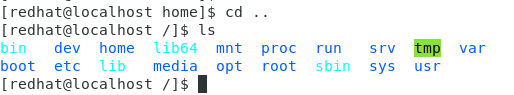 [redhat@localhost home]$ cd ..
[redhat@localhost /]$ ls
bin   dev  home  lib64  mnt  proc  run   srv  tmp  var
boot  etc  lib   media  opt  root  sbin  sys  usr
[redhat@localhost /]$